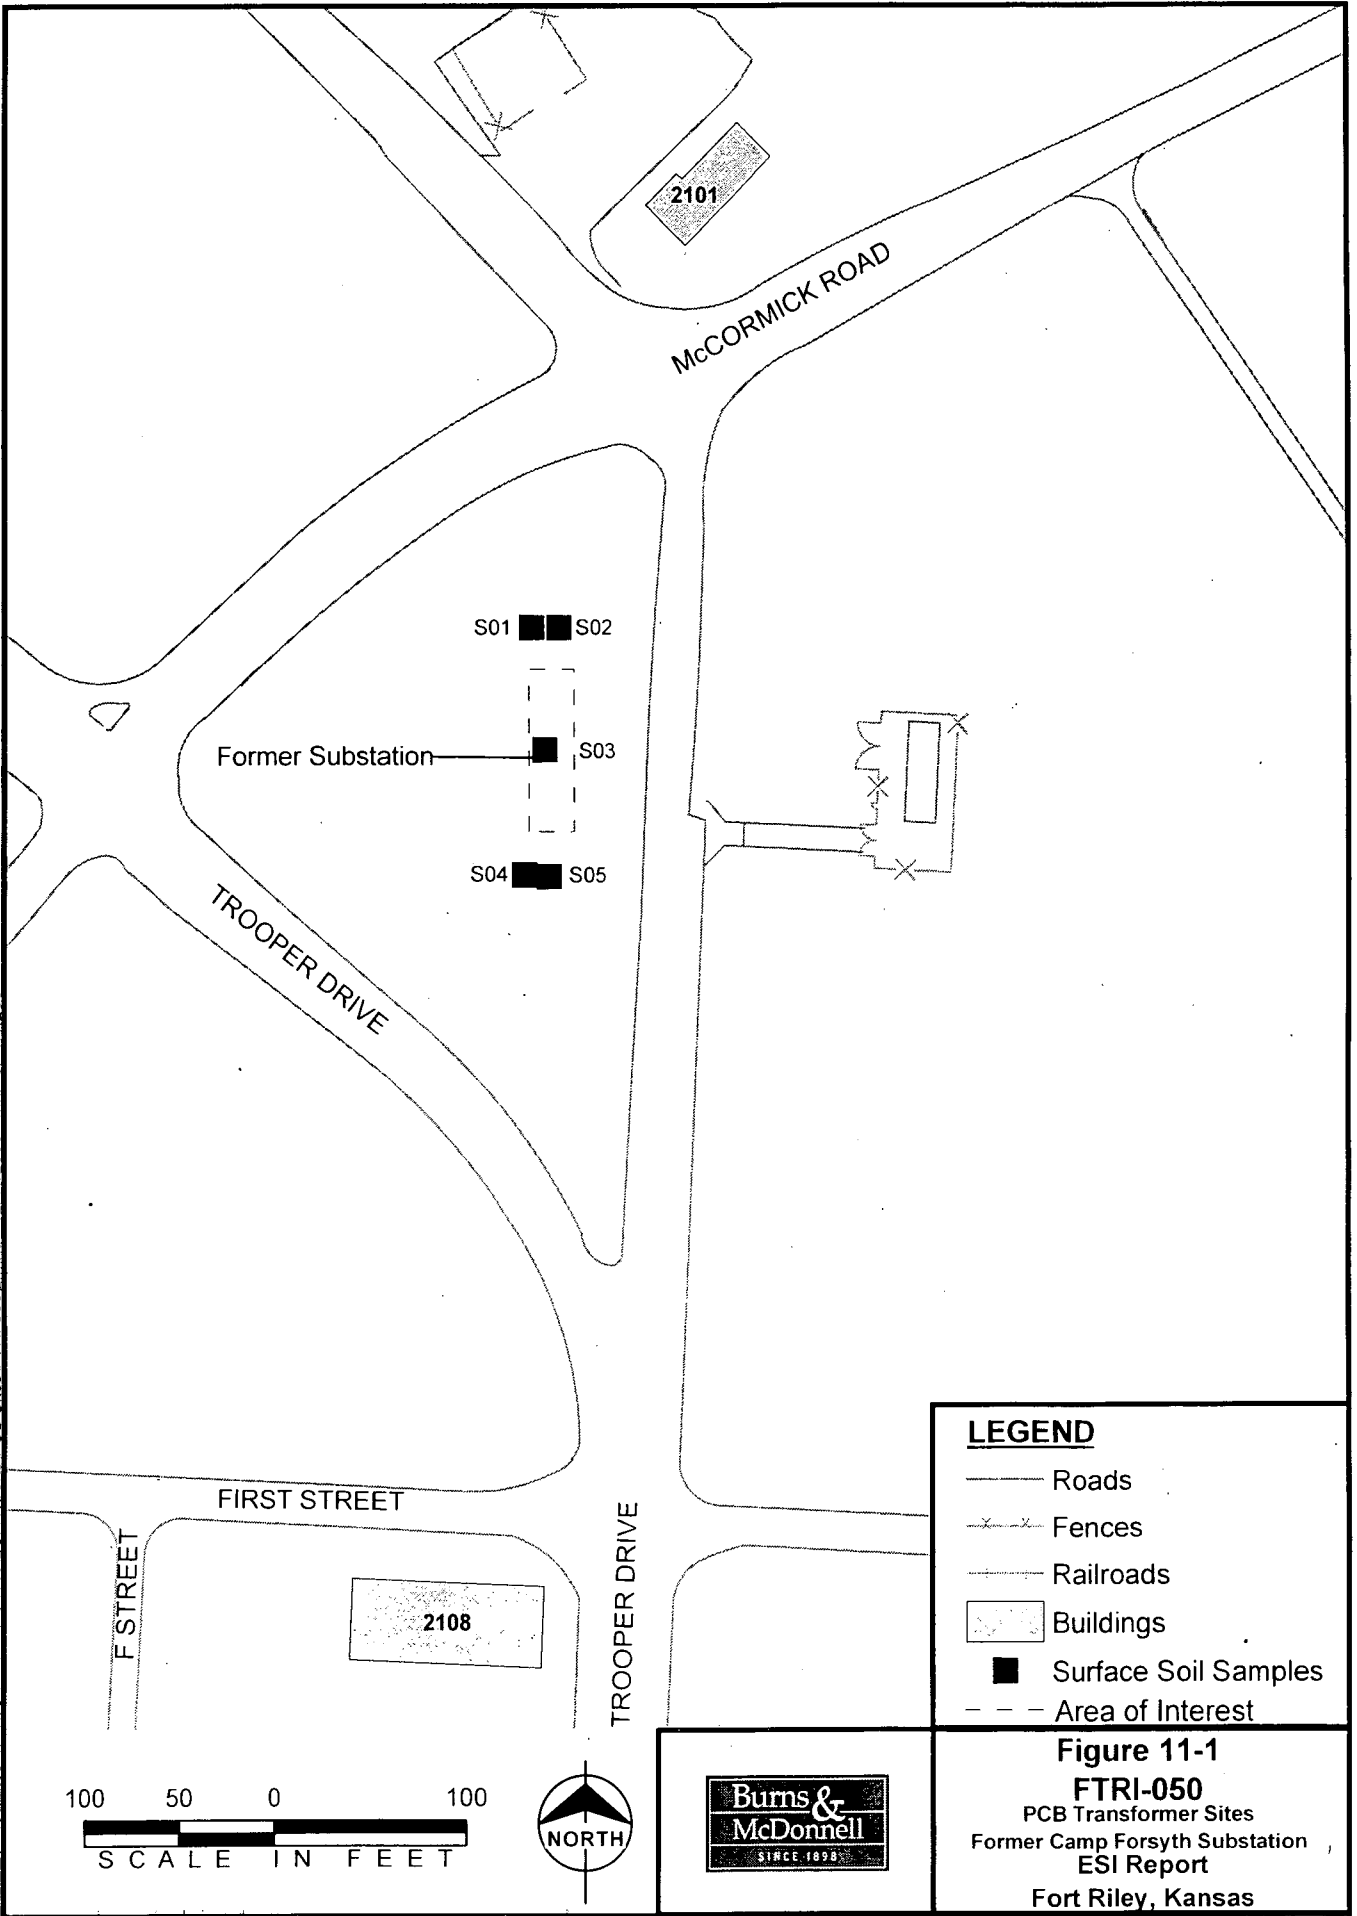 2101
McCORMICK ROAD
S01
S02
Former Substation
S03
S04
S05
TROOPER DRIVE
FIRST STREET
F STREET
2108
TROOPER DRIVE
LEGEND
Roads
Fences
Railroads
Buildings
Surface Soil Samples
Area of Interest
100 50 0 100
SCALE IN FEET
NORTH
Burns &
McDonnell
SINCE 1898
Figure 11-1
FTRI-050
PCB Transformer Sites
Former Camp Forsyth Substation
ESI Report
Fort Riley, Kansas